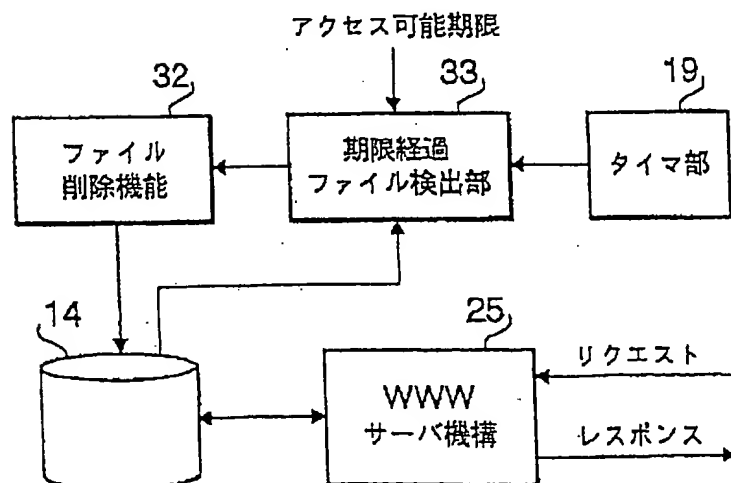 アクセス可能期限
32
33
19
ファイル
削除機能
期限経過
ファイル検出部
タイマ部
14
25
WWW
サーバ機構
リクエスト
レスポンス